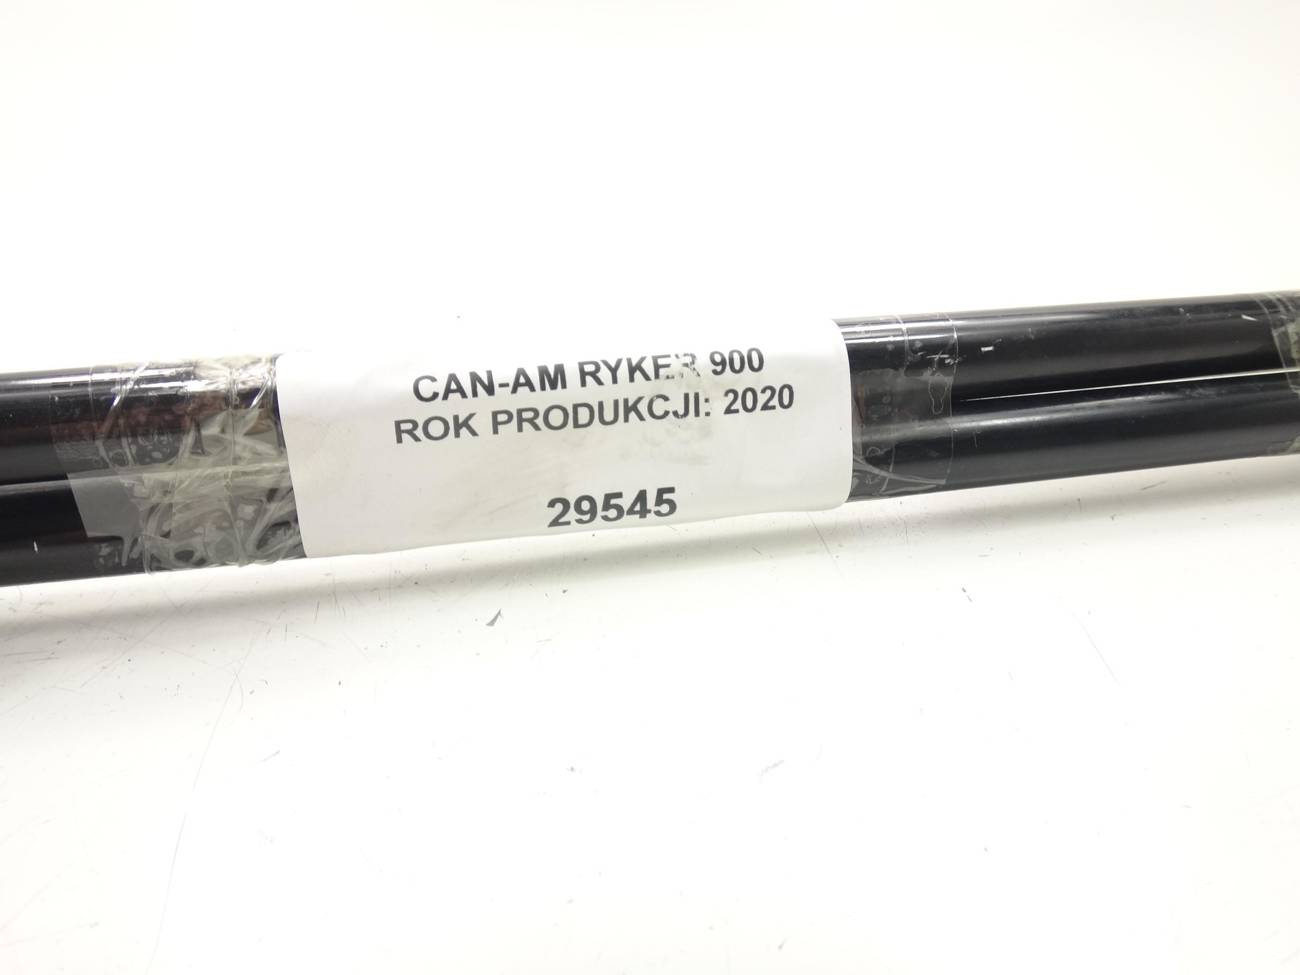 CAN-AM RYKER 900
ROK PRODUKCJI: 2020
29545